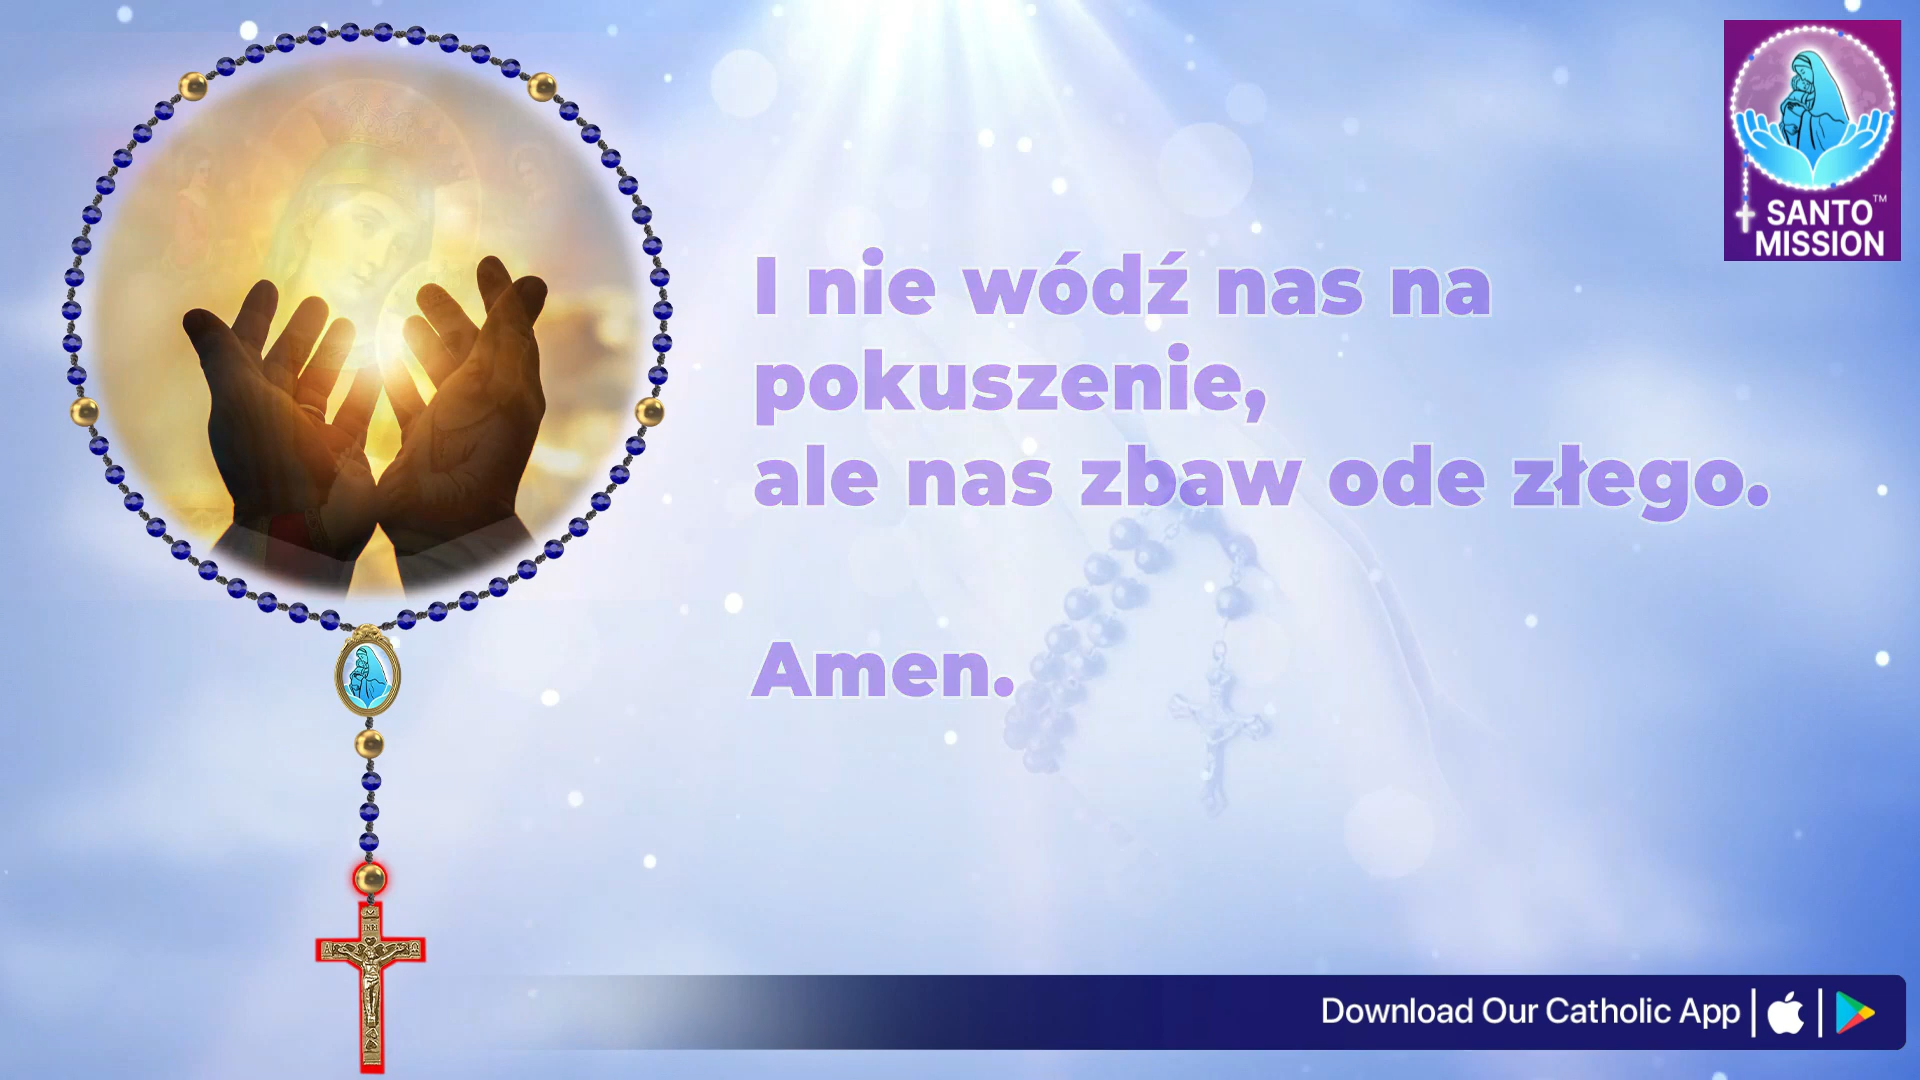 SANTO™
MISSION
I nie wódź nas na
pokuszenie,
ale nas zbaw ode złego.
Amen.
INRI
Download Our Catholic App